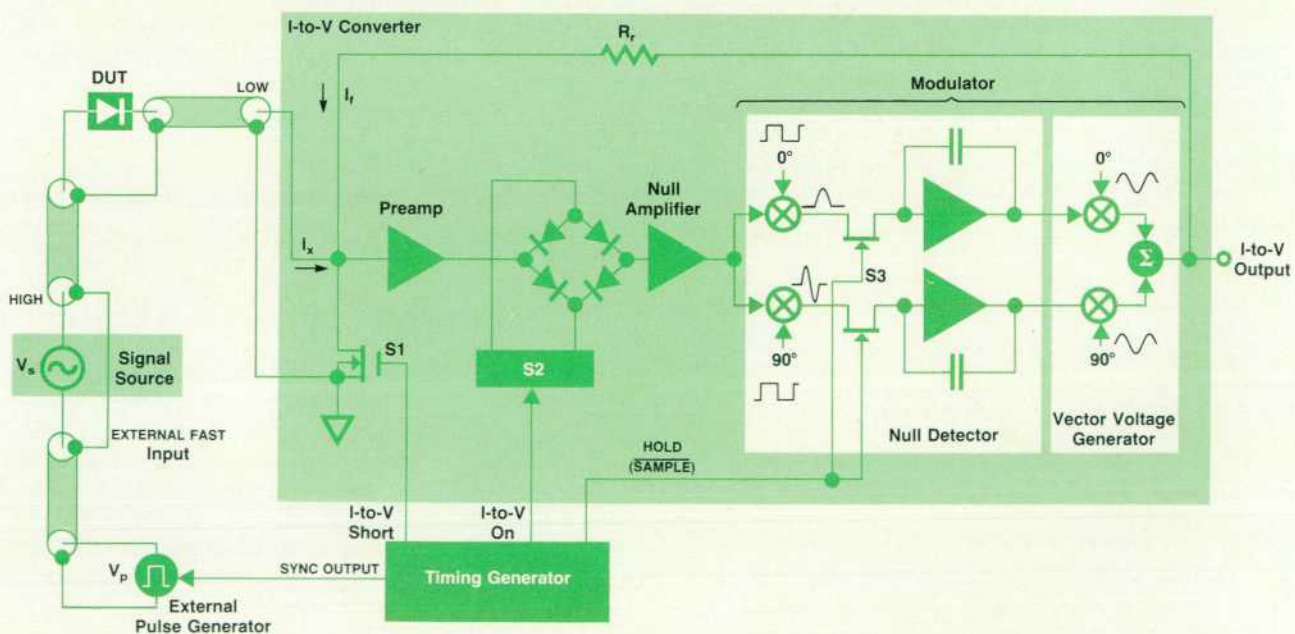 I-to-V Converter
Rr
DUT
LOW
If
Modulator
0°
0°
Null
Amplifier
Preamp
Ix
I-to-V
Output
Σ
S3
HIGH
S1
90°
90°
Vs
Signal
Source
S2
Vector Voltage
Generator
Null Detector
EXTERNAL FAST
Input
HOLD
(SAMPLE)
I-to-V
Short
I-to-V
On
Vp
SYNC OUTPUT
Timing Generator
External
Pulse Generator